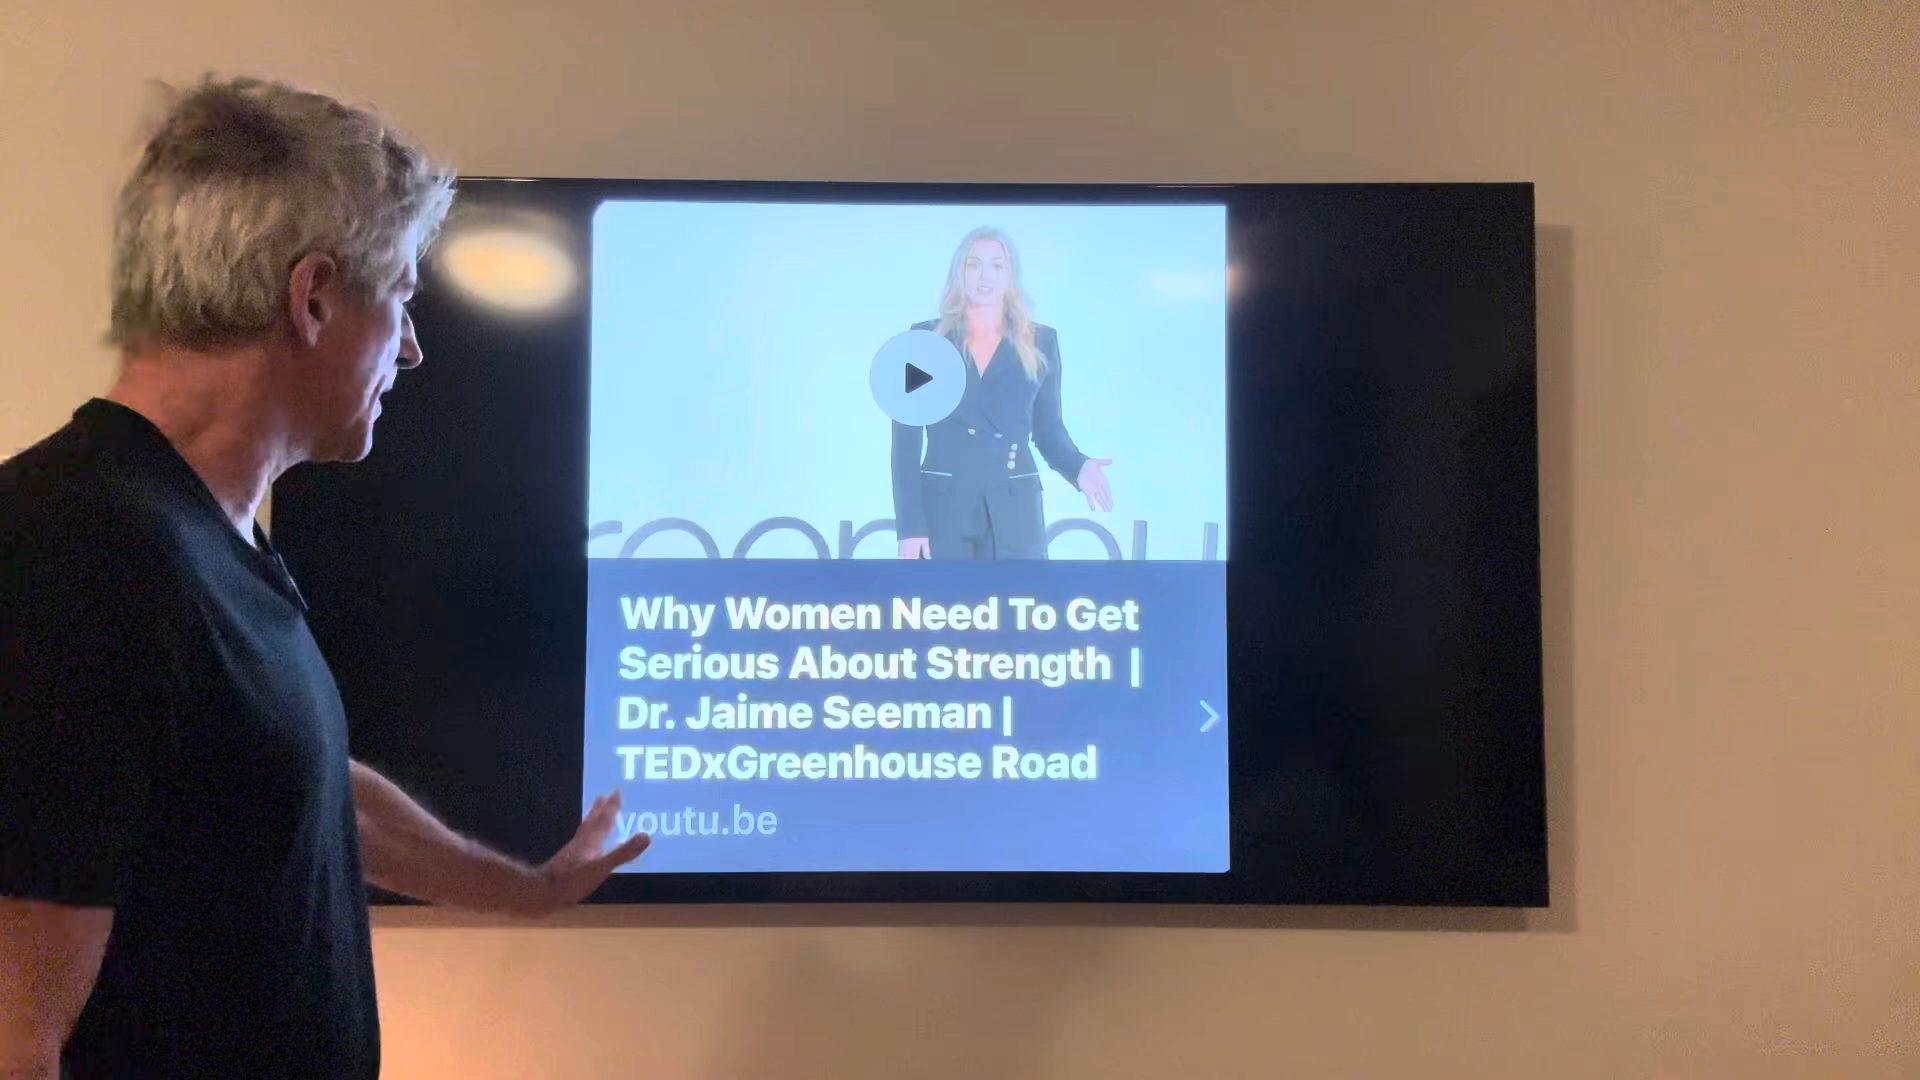 Why Women Need To Get
Serious About Strength |
Dr. Jaime Seeman |
TEDxGreenhouse Road
youtu.be